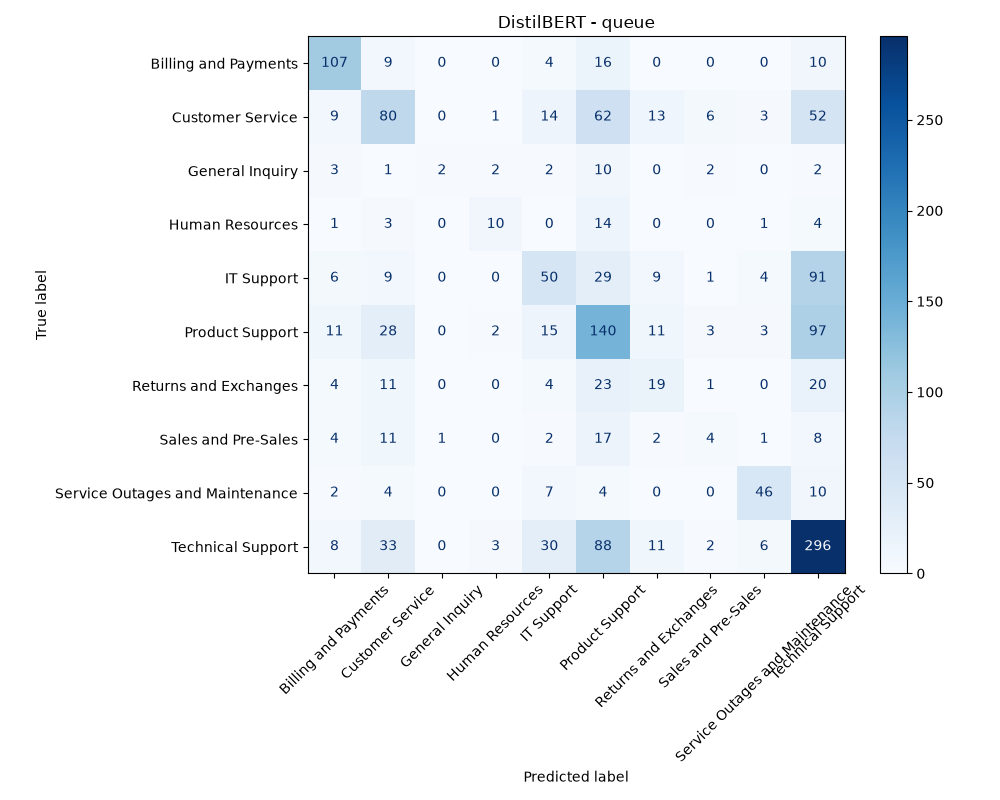 DistilBERT - queue
Billing and Payments 107 9 0 0 4 16 0 0 0 10
Customer Service 9 80 0 1 14 62 13 6 3 52
General Inquiry 3 1 2 2 2 10 0 2 0 2
Human Resources 1 3 0 10 0 14 0 0 1 4
IT Support 6 9 0 0 50 29 9 1 4 91
Product Support 11 28 0 2 15 140 11 3 3 97
Returns and Exchanges 4 11 0 0 4 23 19 1 0 20
Sales and Pre-Sales 4 11 1 0 2 17 2 4 1 8
Service Outages and Maintenance 2 4 0 0 7 4 0 0 46 10
Technical Support 8 33 0 3 30 88 11 2 6 296
True label
Billing and Payments
Customer Service
General Inquiry
Human Resources
IT Support
Product Support
Returns and Exchanges
Sales and Pre-Sales
Service Outages and Maintenance
Technical Support
Predicted label
250
200
150
100
50
0